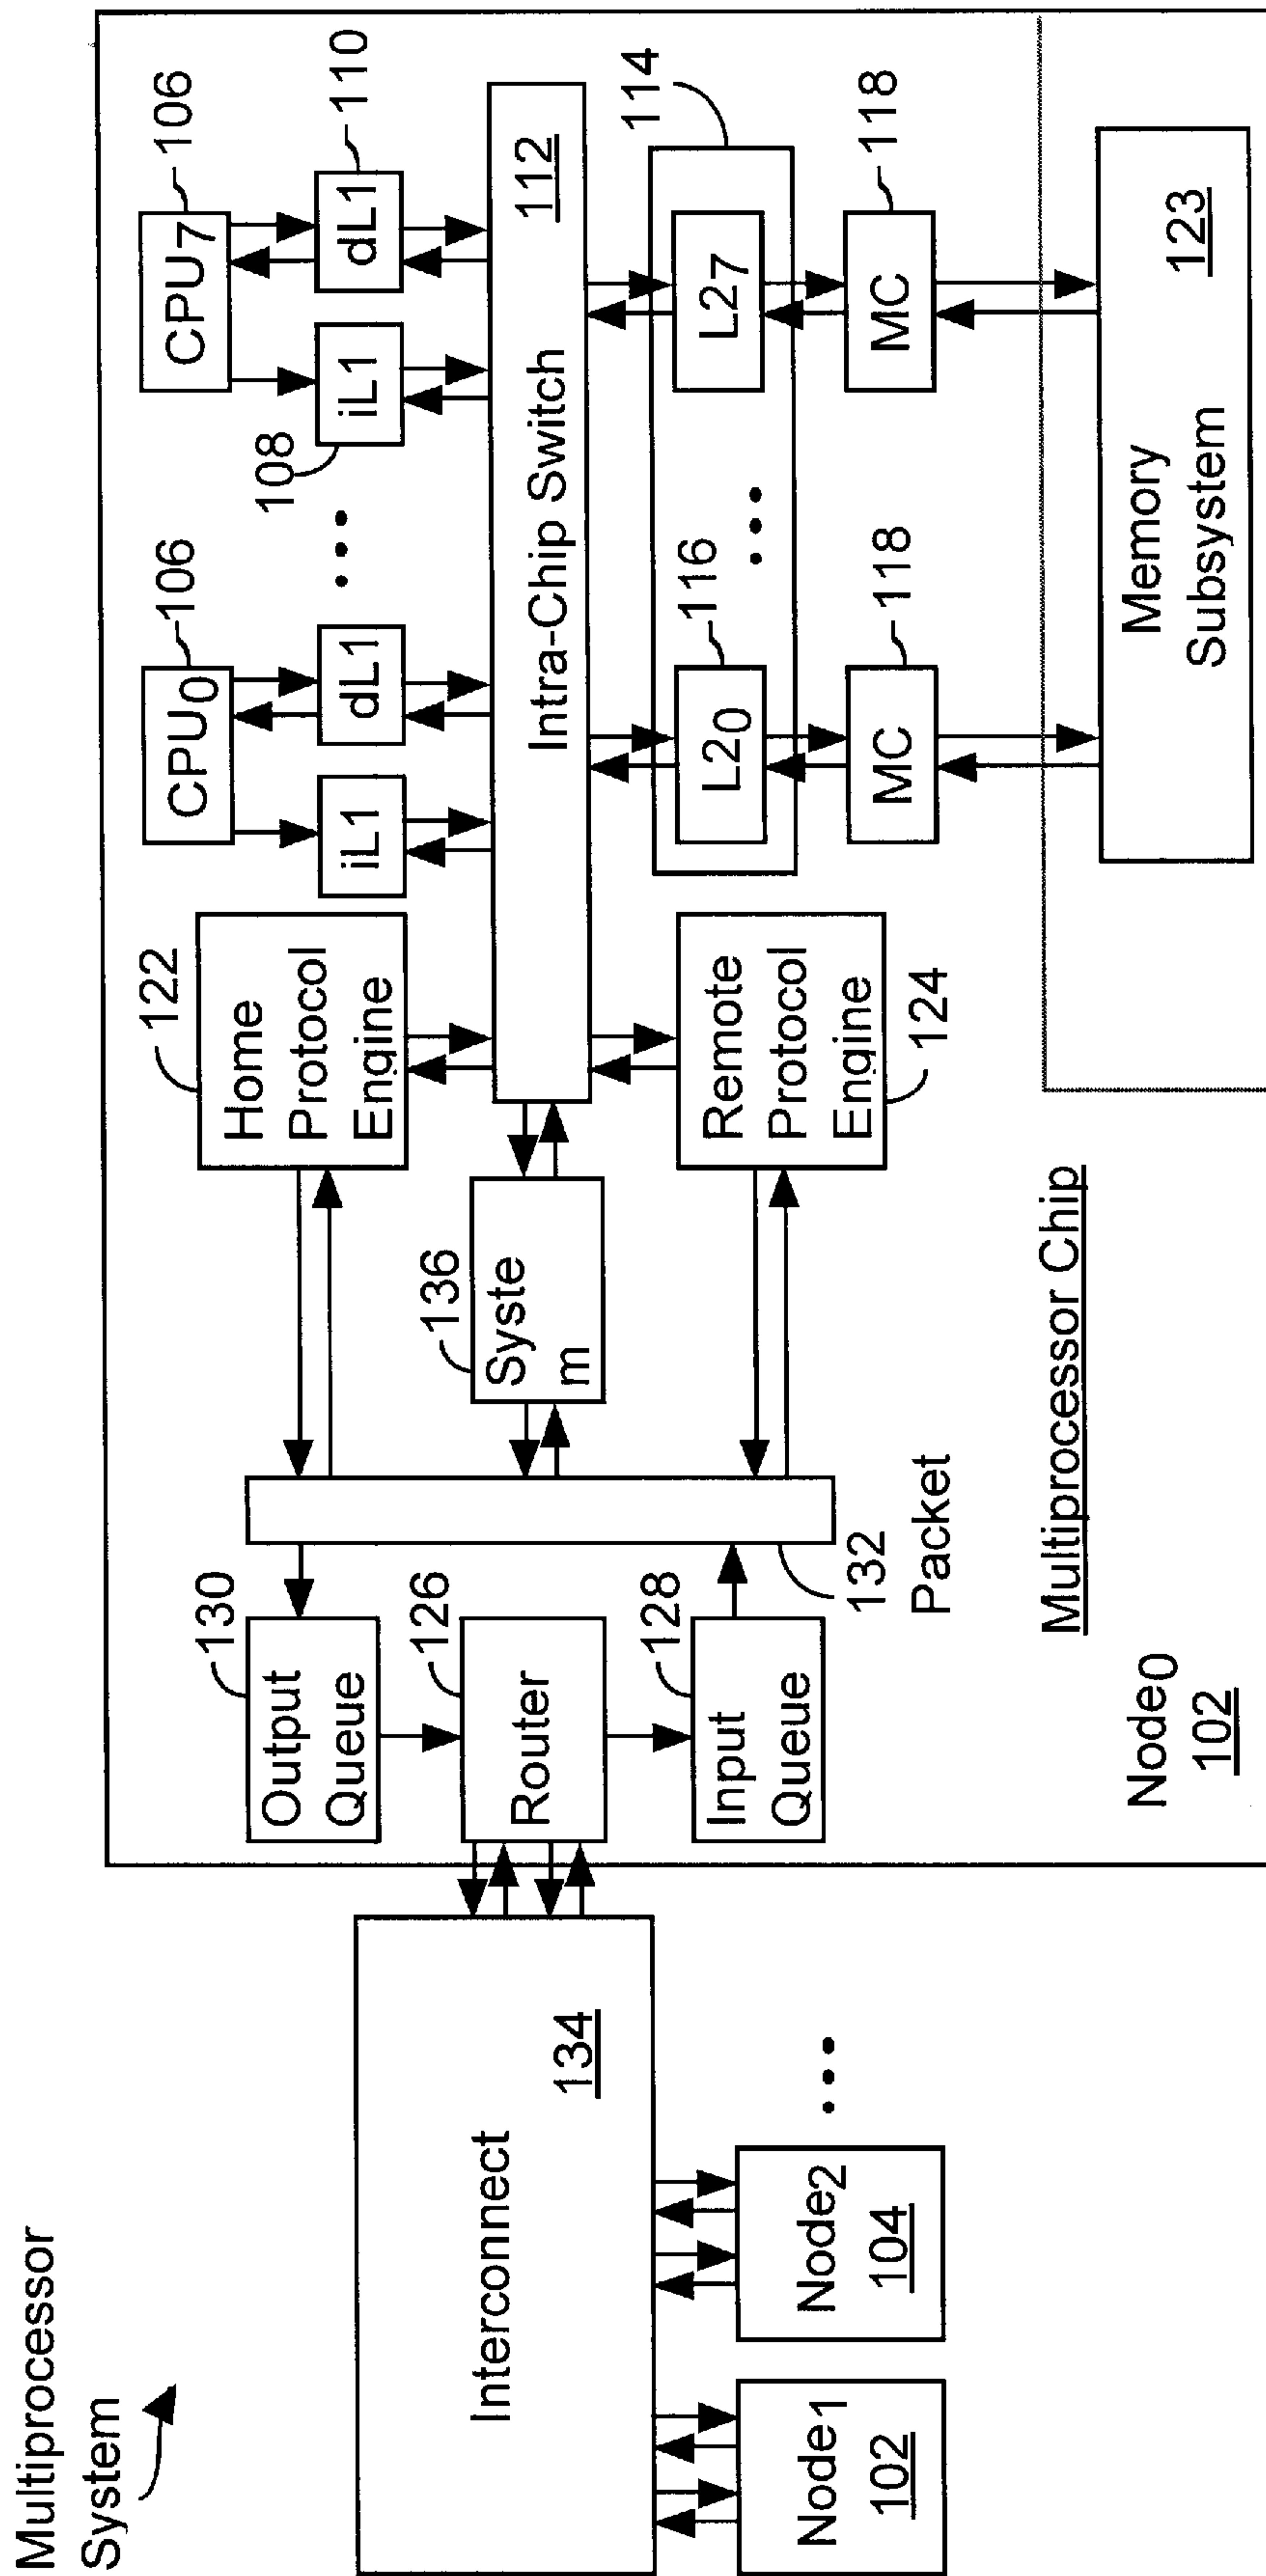 Multiprocessor
System
Interconnect
134
Node1
102
Node2
104
•••
Output
Queue
130
Router
126
Input
Queue
128
132
Packet
Home
Protocol
Engine
122
Syste
m
136
Remote
Protocol
Engine
124
CPU0
106
iL1
dL1
•••
CPU7
106
iL1
108
dL1
110
Intra-Chip Switch
112
L20
116
•••
L27
114
MC
118
MC
118
Memory
Subsystem
123
Multiprocessor Chip
Node0
102